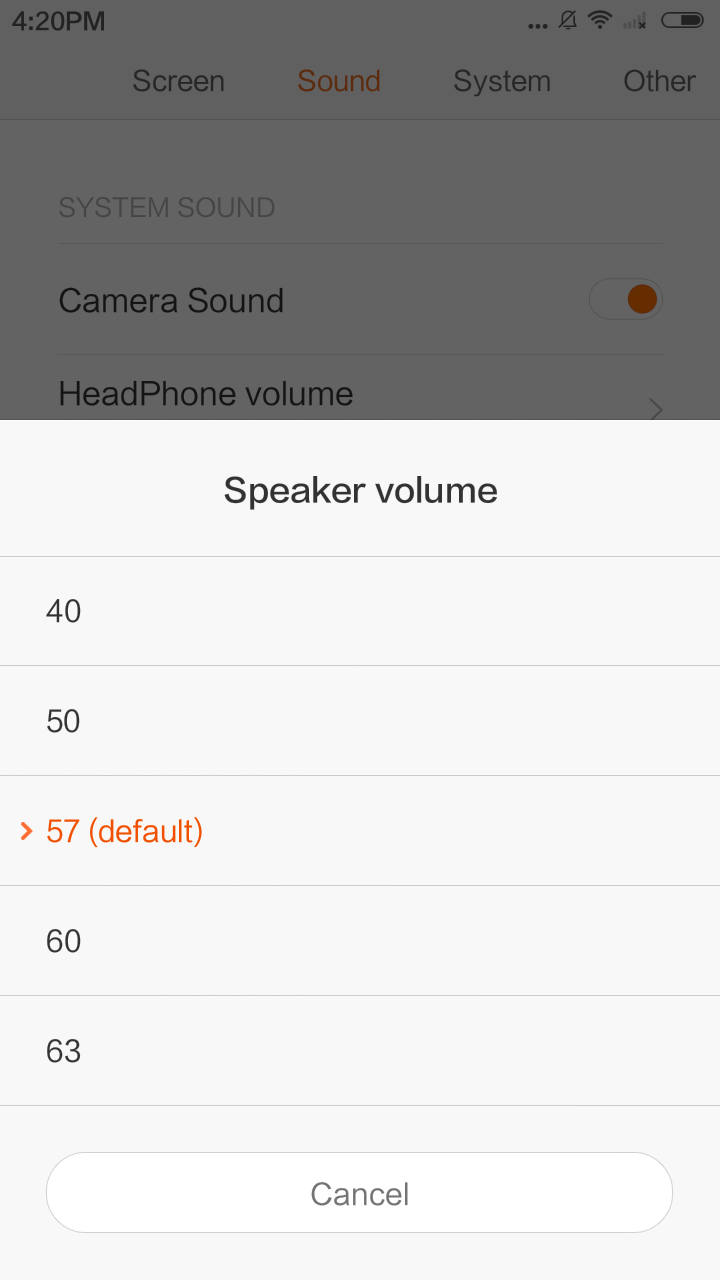 4:20PM
Screen Sound System Other
SYSTEM SOUND
Camera Sound
HeadPhone volume
Speaker volume
40
50
57 (default)
60
63
Cancel